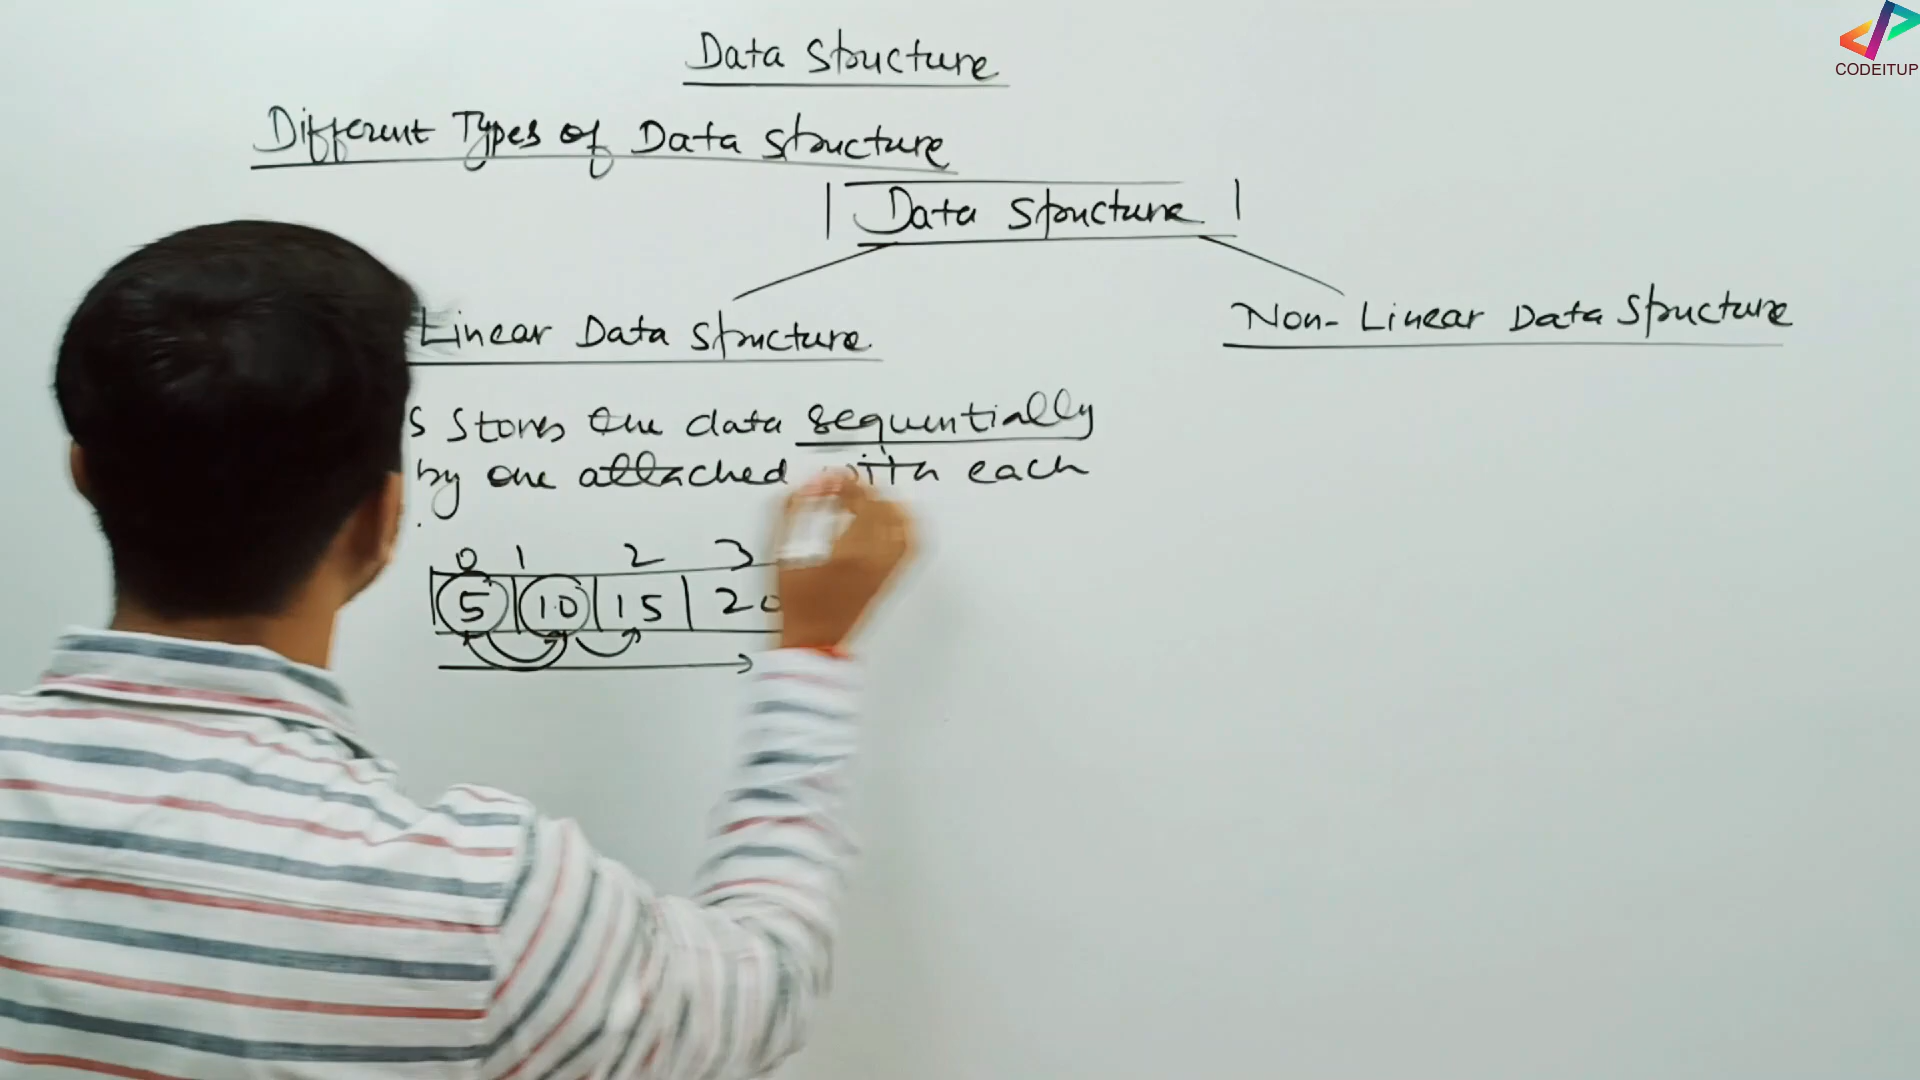 Data Structure
CODEITUP
Different Types of Data Structure
Data Structure
Linear Data Structure
Non-Linear Data Structure
s stores the data sequentially
by one attached with each
0 1 2 3
5 10 15 20